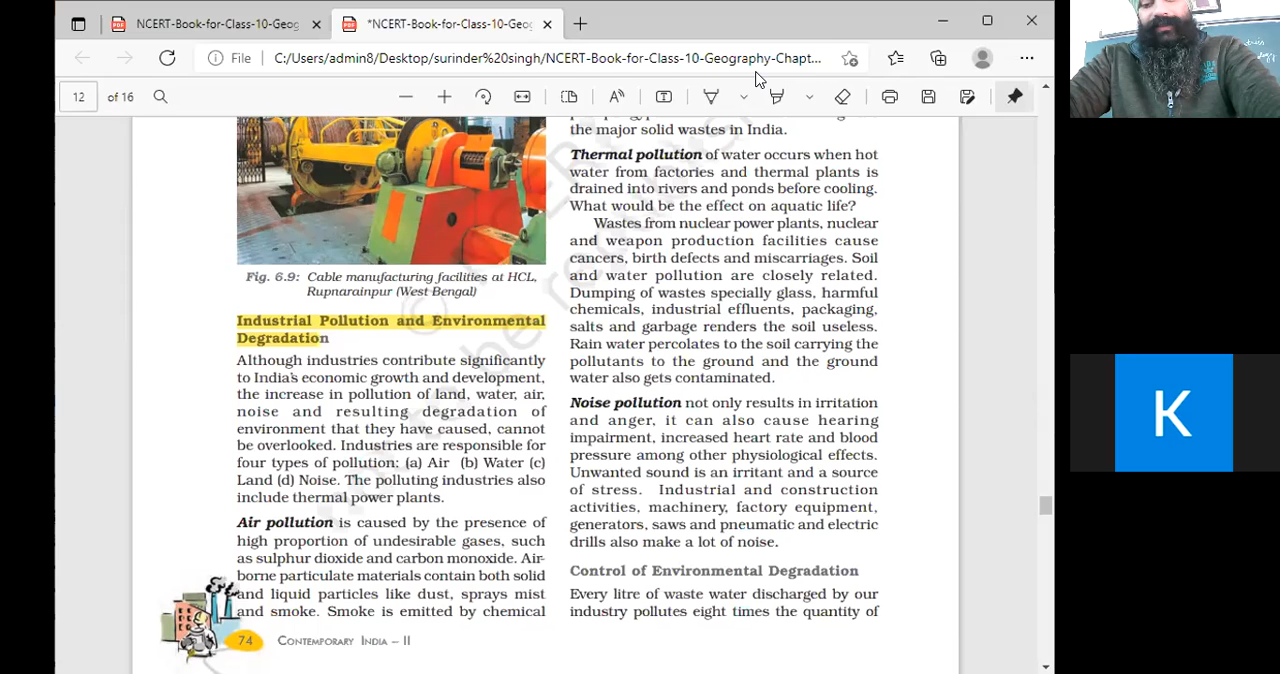 NCERT-Book-for-Class-10-Geog
*NCERT-Book-for-Class-10-Geog
File
C:/Users/admin8/Desktop/surinder%20singh/NCERT-Book-for-Class-10-Geography-Chapt...
12 of 16
Fig. 6.9: Cable manufacturing facilities at HCL,
Rupnarainpur (West Bengal)
Industrial Pollution and Environmental
Degradation
Although industries contribute significantly
to India's economic growth and development,
the increase in pollution of land, water, air,
noise and resulting degradation of
environment that they have caused, cannot
be overlooked. Industries are responsible for
four types of pollution: (a) Air (b) Water (c)
Land (d) Noise. The polluting industries also
include thermal power plants.
Air pollution is caused by the presence of
high proportion of undesirable gases, such
as sulphur dioxide and carbon monoxide. Air-
borne particulate materials contain both solid
and liquid particles like dust, sprays mist
and smoke. Smoke is emitted by chemical
the major solid wastes in India.
Thermal pollution of water occurs when hot
water from factories and thermal plants is
drained into rivers and ponds before cooling.
What would be the effect on aquatic life?
Wastes from nuclear power plants, nuclear
and weapon production facilities cause
cancers, birth defects and miscarriages. Soil
and water pollution are closely related.
Dumping of wastes specially glass, harmful
chemicals, industrial effluents, packaging,
salts and garbage renders the soil useless.
Rain water percolates to the soil carrying the
pollutants to the ground and the ground
water also gets contaminated.
Noise pollution not only results in irritation
and anger, it can also cause hearing
impairment, increased heart rate and blood
pressure among other physiological effects.
Unwanted sound is an irritant and a source
of stress. Industrial and construction
activities, machinery, factory equipment,
generators, saws and pneumatic and electric
drills also make a lot of noise.
Control of Environmental Degradation
Every litre of waste water discharged by our
industry pollutes eight times the quantity of
74
Contemporary India – II
K